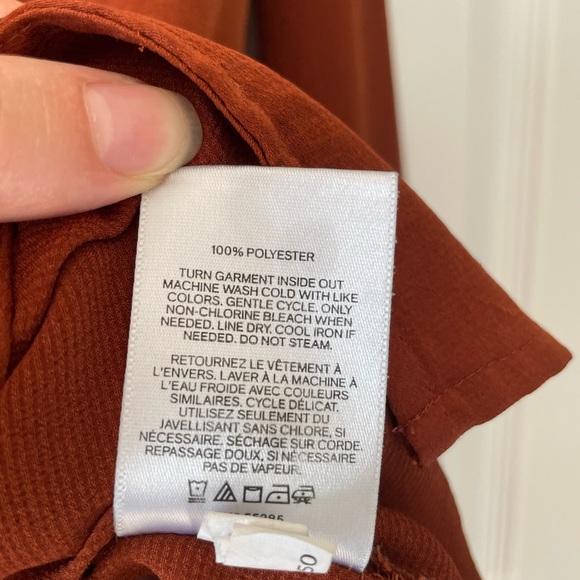 100% POLYESTER
TURN GARMENT INSIDE OUT
MACHINE WASH COLD WITH LIKE
COLORS. GENTLE CYCLE. ONLY
NON-CHLORINE BLEACH WHEN
NEEDED. LINE DRY. COOL IRON IF
NEEDED. DO NOT STEAM.
RETOURNEZ LE VÊTEMENT À
L'ENVERS. LAVER À LA MACHINE À
L'EAU FROIDE AVEC COULEURS
SIMILAIRES. CYCLE DÉLICAT.
UTILISEZ SEULEMENT DU
JAVELLISANT SANS CHLORE, SI
NÉCESSAIRE. SÉCHAGE SUR CORDE.
REPASSAGE DOUX, SI NÉCESSAIRE
PAS DE VAPEUR.
50